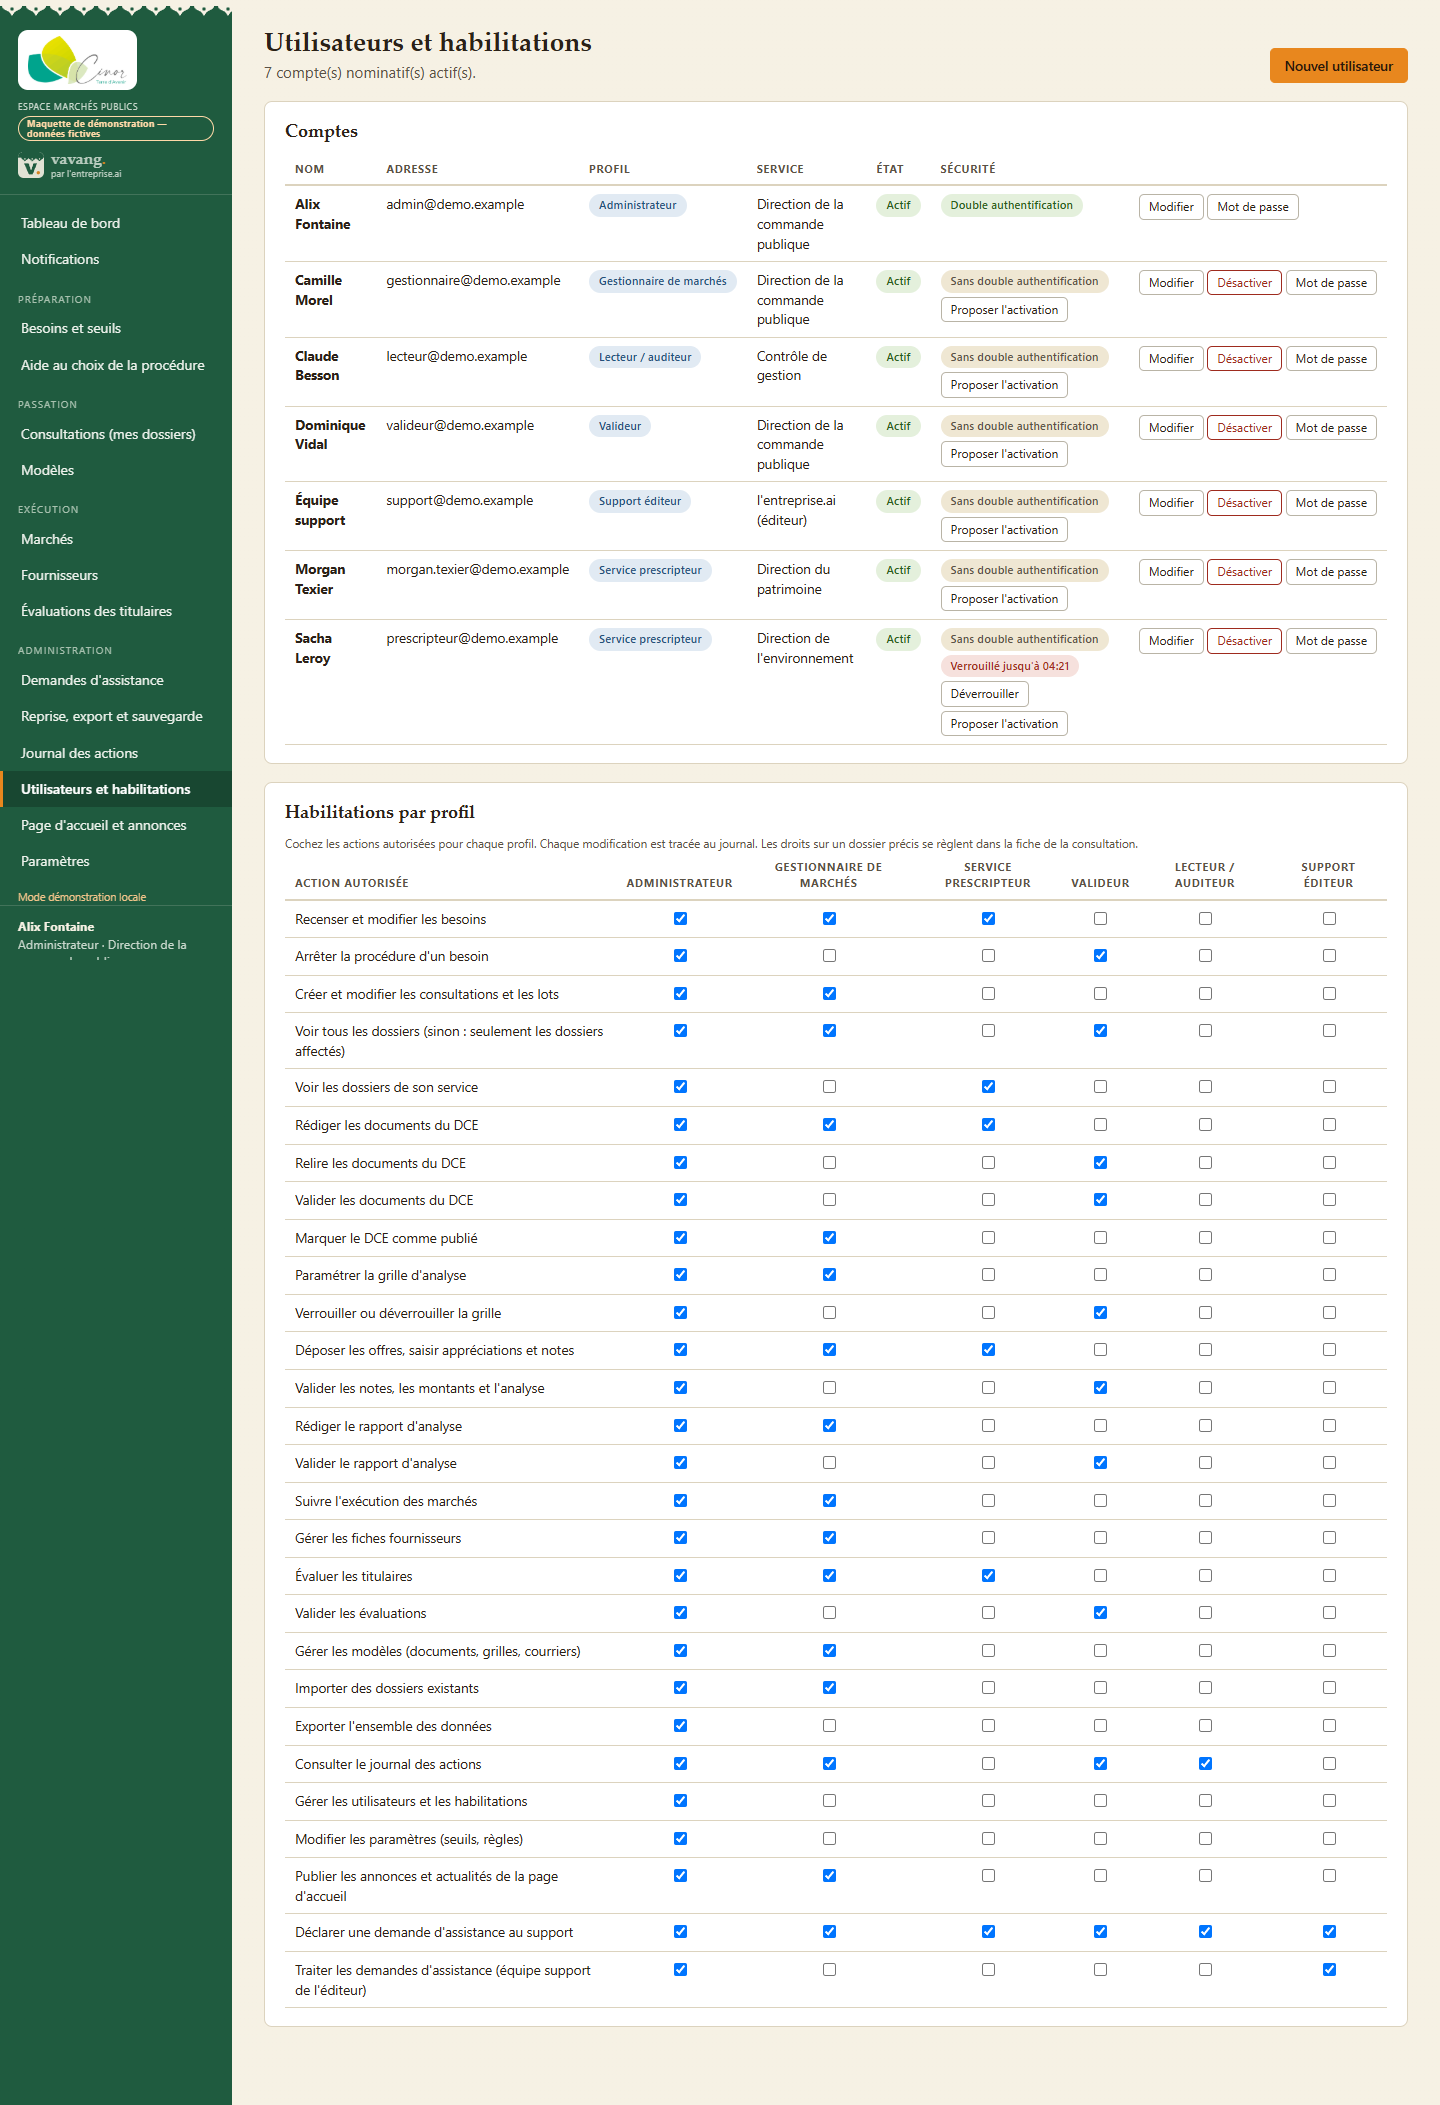 Cinor
ESPACE MARCHÉS PUBLICS
Maquette de démonstration —
données fictives
vavang.
par l'entreprise.ai
Tableau de bord
Notifications
PRÉPARATION
Besoins et seuils
Aide au choix de la procédure
PASSATION
Consultations (mes dossiers)
Modèles
EXÉCUTION
Marchés
Fournisseurs
Évaluations des titulaires
ADMINISTRATION
Demandes d'assistance
Reprise, export et sauvegarde
Journal des actions
Utilisateurs et habilitations
Page d'accueil et annonces
Paramètres
Mode démonstration locale
Alix Fontaine
Administrateur · Direction de la
Utilisateurs et habilitations
7 compte(s) nominatif(s) actif(s).
Nouvel utilisateur
Comptes
NOM ADRESSE PROFIL SERVICE ÉTAT SÉCURITÉ
Alix admin@demo.example Administrateur Direction de la Actif Double authentification Modifier Mot de passe
Fontaine commande
publique
Camille gestionnaire@demo.example Gestionnaire de marchés Direction de la Actif Sans double authentification Modifier Désactiver Mot de passe
Morel commande Proposer l'activation
publique
Claude lecteur@demo.example Lecteur / auditeur Contrôle de Actif Sans double authentification Modifier Désactiver Mot de passe
Besson gestion Proposer l'activation
Dominique valideur@demo.example Valideur Direction de la Actif Sans double authentification Modifier Désactiver Mot de passe
Vidal commande Proposer l'activation
publique
Équipe support@demo.example Support éditeur l'entreprise.ai Actif Sans double authentification Modifier Désactiver Mot de passe
support (éditeur) Proposer l'activation
Morgan morgan.texier@demo.example Service prescripteur Direction du Actif Sans double authentification Modifier Désactiver Mot de passe
Texier patrimoine Proposer l'activation
Sacha prescripteur@demo.example Service prescripteur Direction de Actif Sans double authentification Modifier Désactiver Mot de passe
Leroy l'environnement Verrouillé jusqu'à 04:21
Déverrouiller
Proposer l'activation
Habilitations par profil
Cochez les actions autorisées pour chaque profil. Chaque modification est tracée au journal. Les droits sur un dossier précis se règlent dans la fiche de la consultation.
GESTIONNAIRE DE SERVICE LECTEUR / SUPPORT
ACTION AUTORISÉE ADMINISTRATEUR MARCHÉS PRESCRIPTEUR VALIDEUR AUDITEUR ÉDITEUR
Recenser et modifier les besoins
Arrêter la procédure d'un besoin
Créer et modifier les consultations et les lots
Voir tous les dossiers (sinon : seulement les dossiers
affectés)
Voir les dossiers de son service
Rédiger les documents du DCE
Relire les documents du DCE
Valider les documents du DCE
Marquer le DCE comme publié
Paramétrer la grille d'analyse
Verrouiller ou déverrouiller la grille
Déposer les offres, saisir appréciations et notes
Valider les notes, les montants et l'analyse
Rédiger le rapport d'analyse
Valider le rapport d'analyse
Suivre l'exécution des marchés
Gérer les fiches fournisseurs
Évaluer les titulaires
Valider les évaluations
Gérer les modèles (documents, grilles, courriers)
Importer des dossiers existants
Exporter l'ensemble des données
Consulter le journal des actions
Gérer les utilisateurs et les habilitations
Modifier les paramètres (seuils, règles)
Publier les annonces et actualités de la page
d'accueil
Déclarer une demande d'assistance au support
Traiter les demandes d'assistance (équipe support
de l'éditeur)